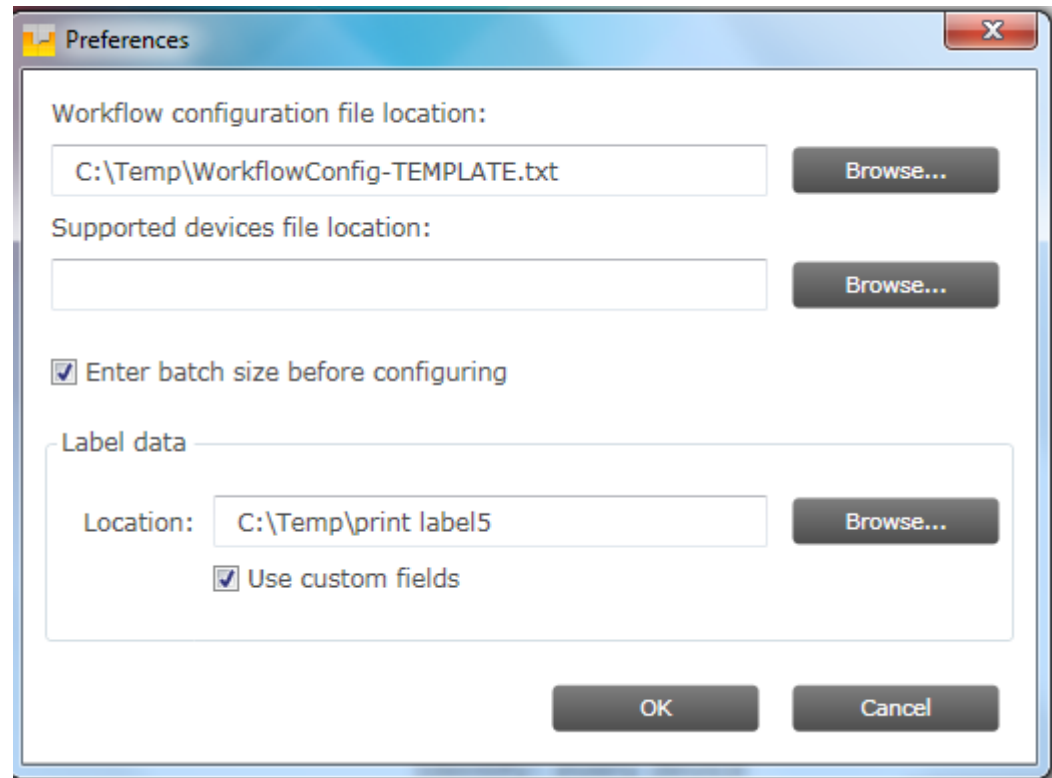 Preferences
Workflow configuration file location:
C:\Temp\WorkflowConfig-TEMPLATE.txt Browse...
Supported devices file location:
Browse...
Enter batch size before configuring
Label data
Location: C:\Temp\print label5 Browse...
Use custom fields
OK Cancel